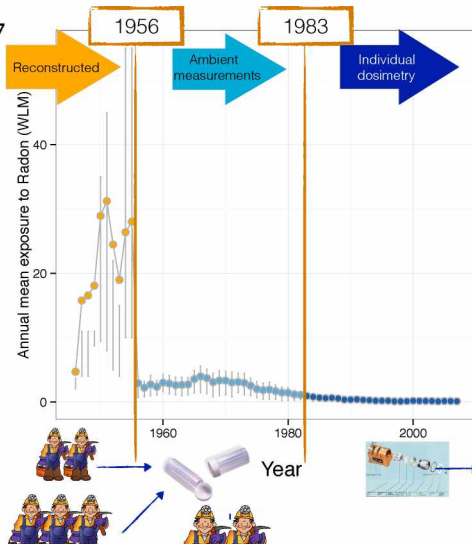 7
1956
1983
Reconstructed
Ambient
measurements
Individual
dosimetry
Annual mean exposure to Radon (WLM)
40
20
0
1960
1980
2000
Year